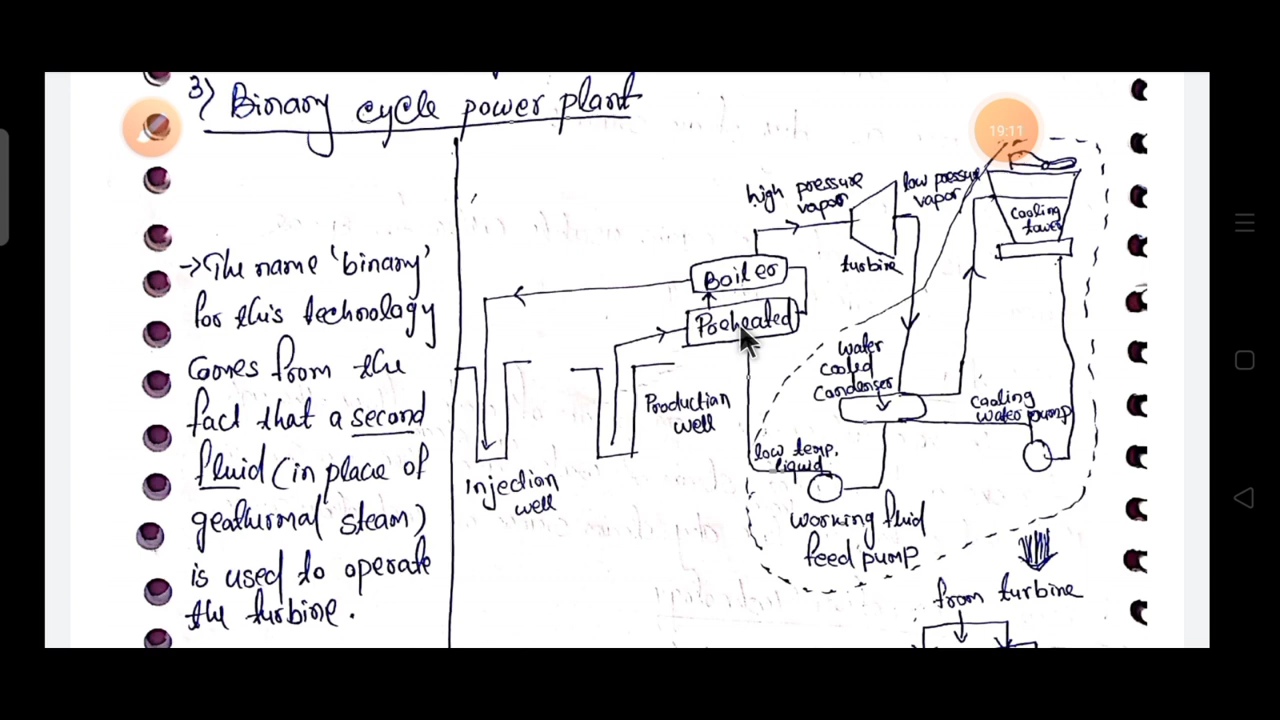 3) Binary cycle power plant
→ The name 'binary'
for this technology
comes from the
fact that a second
fluid (in place of
geothermal steam)
is used to operate
the turbine.
19:11
high pressure
vapor
low pressure
vapor
cooling
tower
turbine
Boiler
Preheated
water
cooled
condenser
cooling
water pump
Production
well
low temp.
liquid
Injection
well
working fluid
feed pump
from turbine